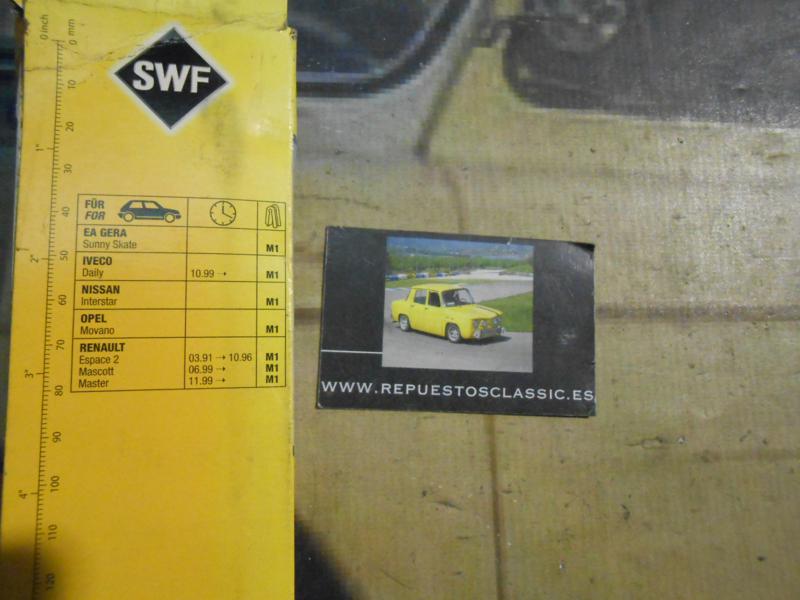 0 inch
0 mm
10
20
1"
30
40
2"
50
60
70
3"
80
90
4"
100
110
120
SWF
FÜR
FOR
EA GERA
Sunny Skate M1
IVECO
Daily 10.99 → M1
NISSAN
Interstar M1
OPEL
Movano M1
RENAULT
Espace 2 03.91 → 10.96 M1
Mascott 06.99 → M1
Master 11.99 → M1
WWW.REPUESTOSCLASSIC.ES